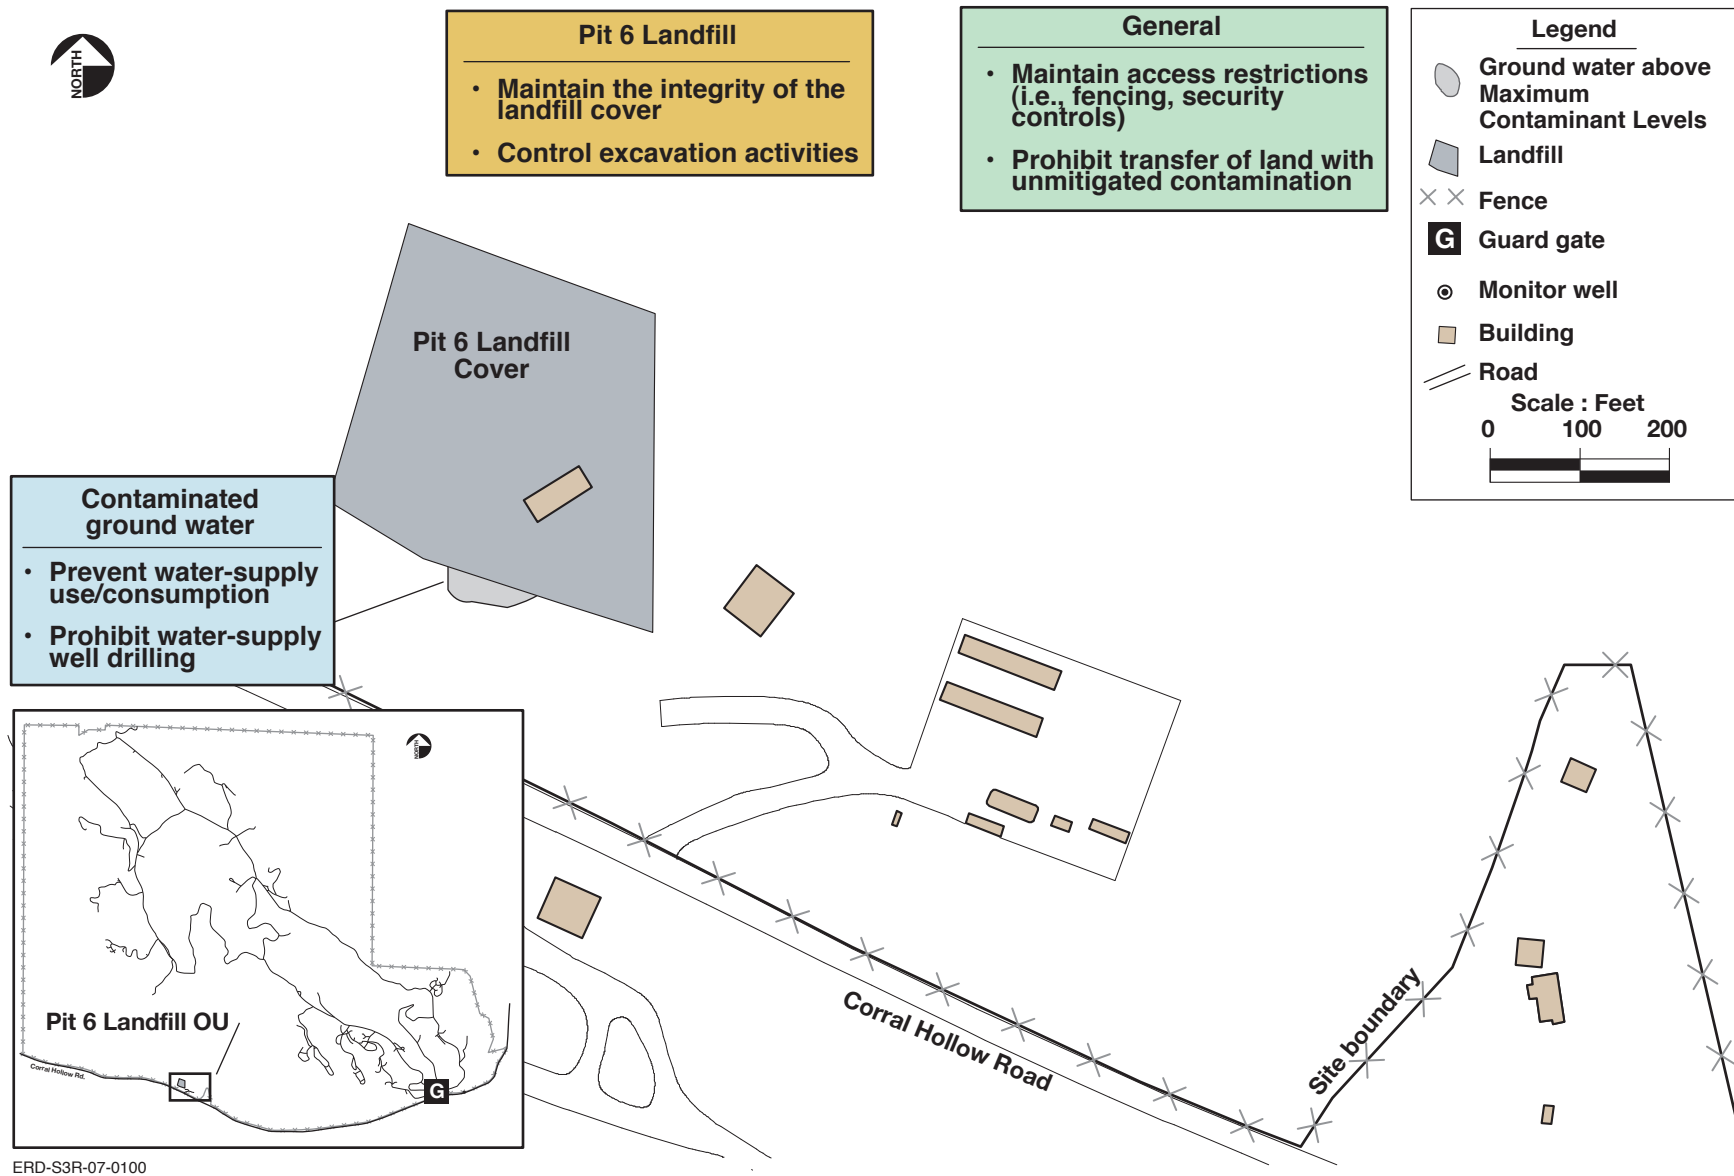 NORTH
Pit 6 Landfill
• Maintain the integrity of the
landfill cover
• Control excavation activities
General
• Maintain access restrictions
(i.e., fencing, security
controls)
• Prohibit transfer of land with
unmitigated contamination
Legend
Ground water above
Maximum
Contaminant Levels
Landfill
Fence
G Guard gate
Monitor well
Building
Road
Scale : Feet
0 100 200
Pit 6 Landfill
Cover
Contaminated
ground water
• Prevent water-supply
use/consumption
• Prohibit water-supply
well drilling
NORTH
Pit 6 Landfill OU
Corral Hollow Rd.
G
Corral Hollow Road
Site boundary
ERD-S3R-07-0100